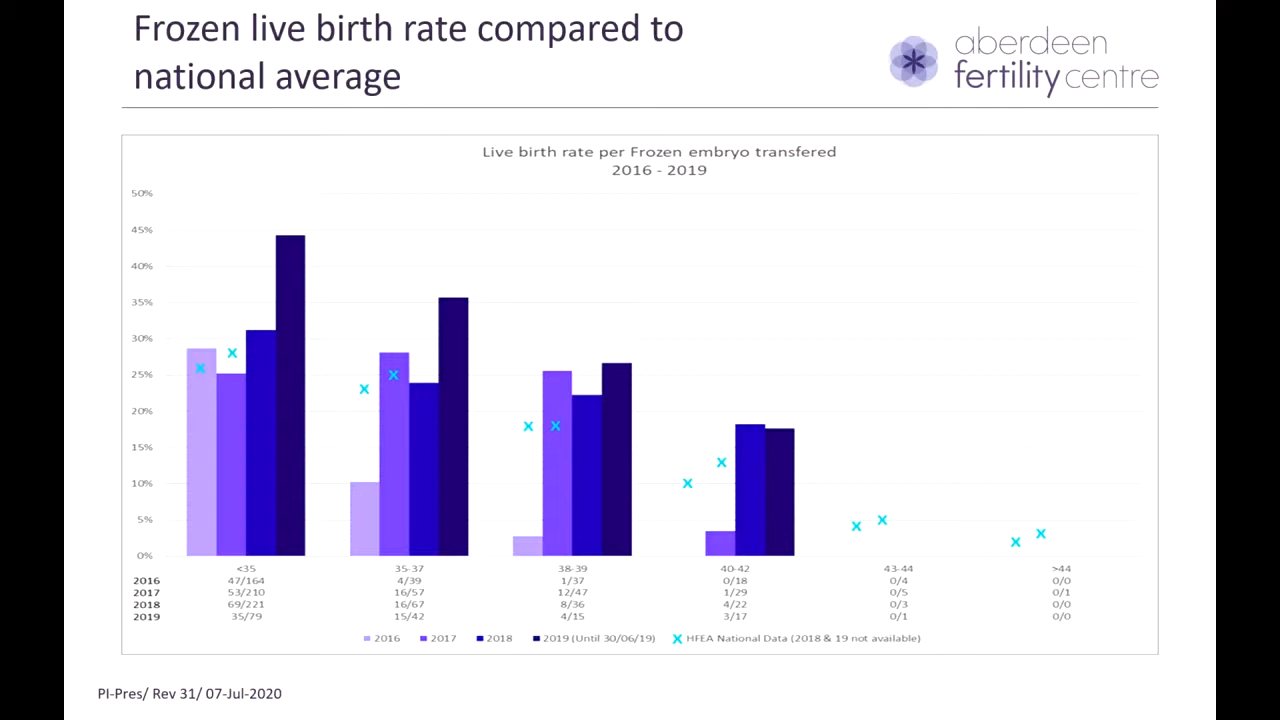 Frozen live birth rate compared to
national average
aberdeen
fertility centre
Live birth rate per Frozen embryo transfered
2016 - 2019
50%
45%
40%
35%
30%
25%
20%
15%
10%
5%
0%
<35 35-37 38-39 40-42 43-44 >44
2016 47/164 4/39 1/37 0/18 0/4 0/0
2017 53/210 16/57 12/47 1/29 0/5 0/1
2018 69/221 16/67 8/36 4/22 0/3 0/0
2019 35/79 15/42 4/15 3/17 0/1 0/0
2016 2017 2018 2019 (Until 30/06/19) HFEA National Data (2018 & 19 not available)
PI-Pres/ Rev 31/ 07-Jul-2020